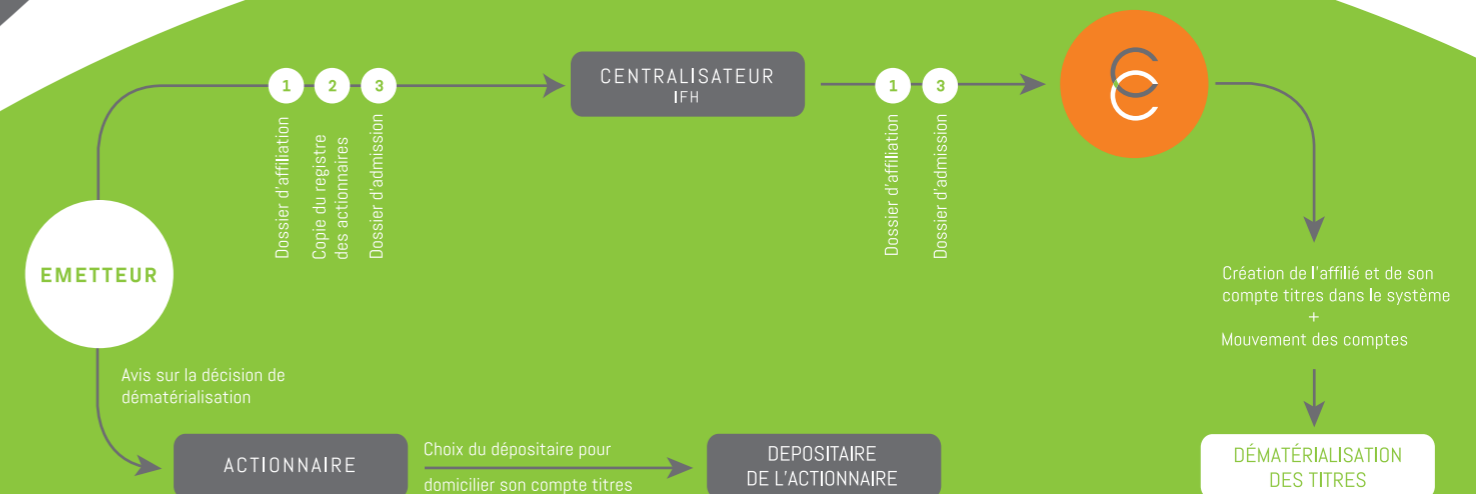 1
2
3
Dossier d'affiliation
Copie du registre
des actionnaires
Dossier d'admission
CENTRALISATEUR
IFH
1
3
Dossier d'affiliation
Dossier d'admission
EMETTEUR
Création de l'affilié et de son
compte titres dans le système
+
Mouvement des comptes
Avis sur la décision de
dématérialisation
ACTIONNAIRE
Choix du dépositaire pour
domicilier son compte titres
DEPOSITAIRE
DE L'ACTIONNAIRE
DÉMATÉRIALISATION
DES TITRES